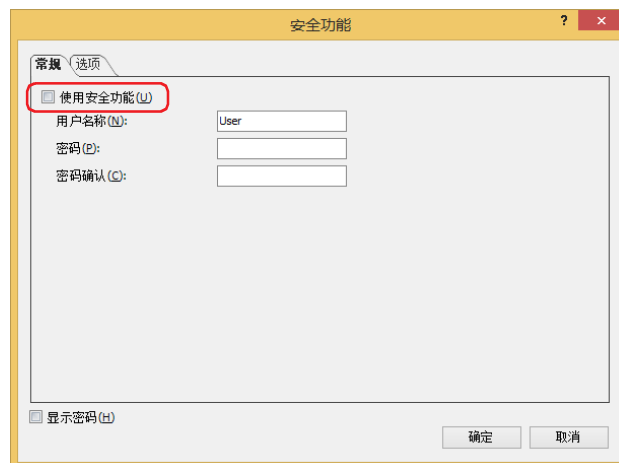 安全功能
?
×
常规 选项
使用安全功能(U)
用户名称(N): User
密码(P):
密码确认(C):
显示密码(H)
确定 取消